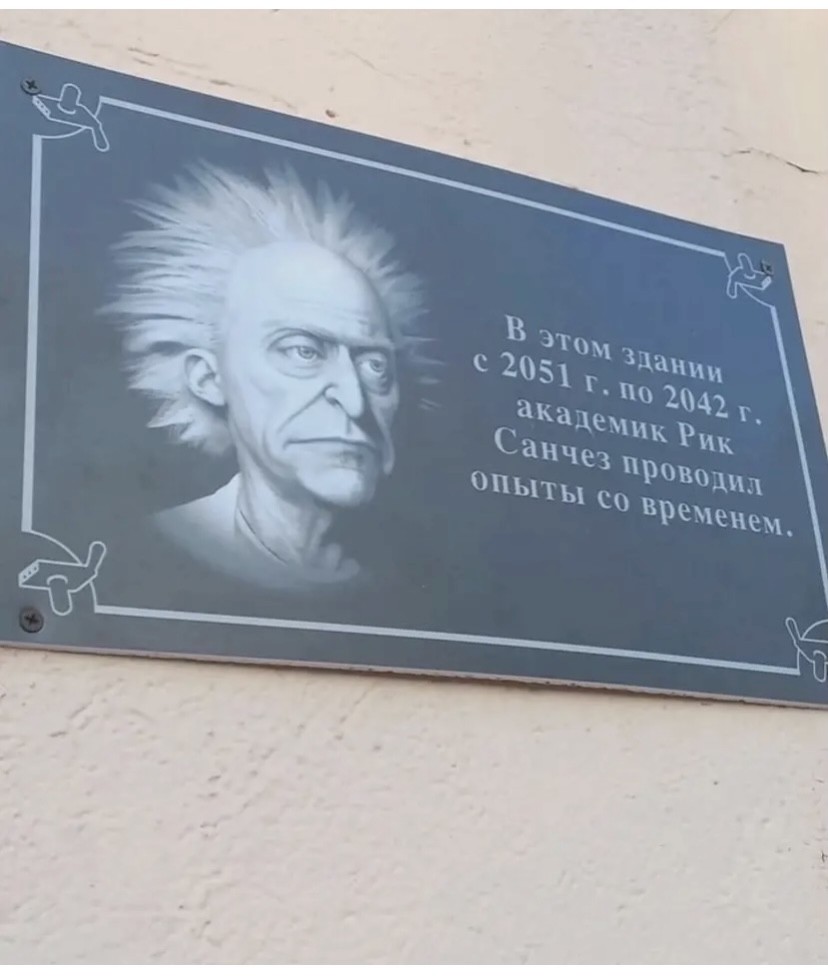 В этом здании
с 2051 г. по 2042 г.
академик Рик
Санчез проводил
опыты со временем.